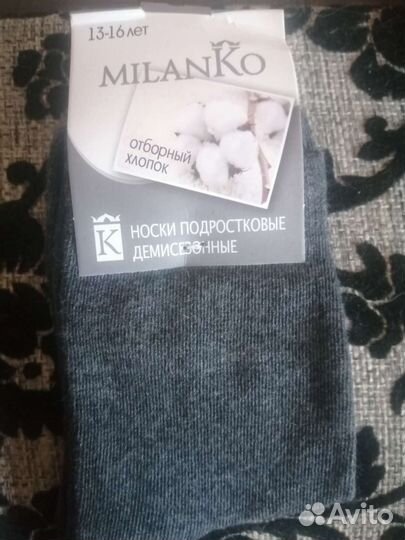 13-16 лет
MILANKO
отборный
хлопок
K
НОСКИ ПОДРОСТКОВЫЕ
ДЕМИСЕЗОННЫЕ
Avito